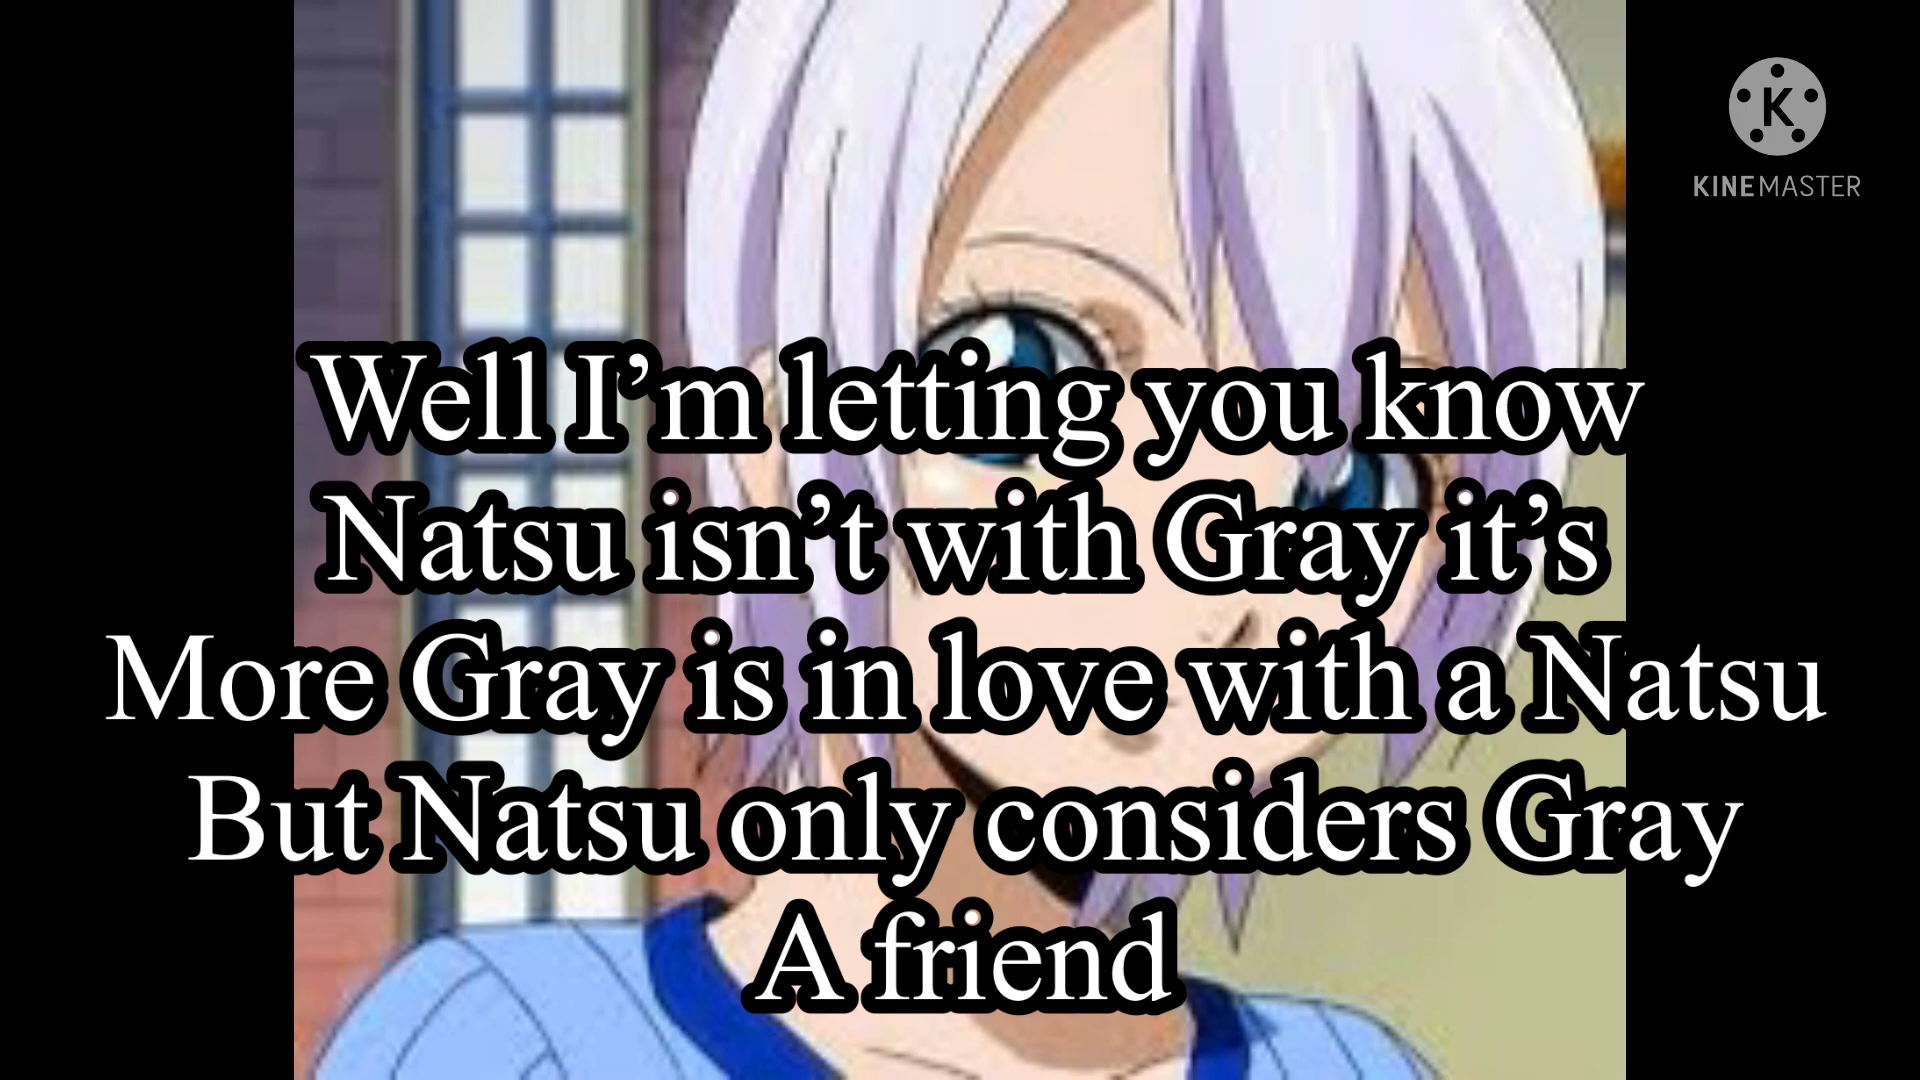 K
KINEMASTER
Well I’m letting you know
Natsu isn’t with Gray it’s
More Gray is in love with a Natsu
But Natsu only considers Gray
A friend